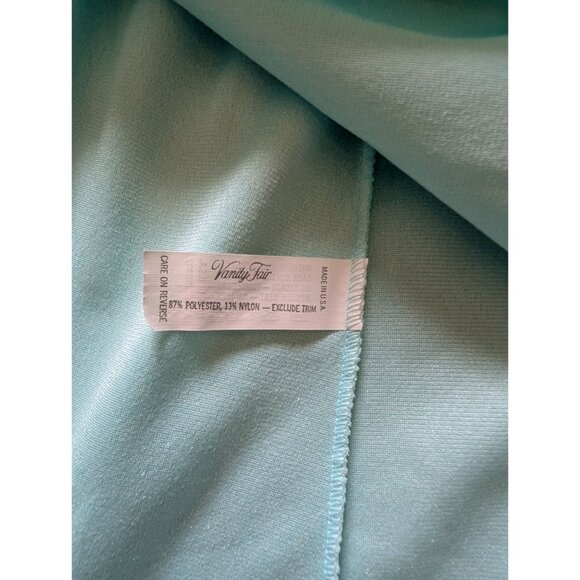 CARE ON REVERSE
Vanity Fair
87% POLYESTER, 13% NYLON — EXCLUDE TRIM
MADE IN U.S.A.